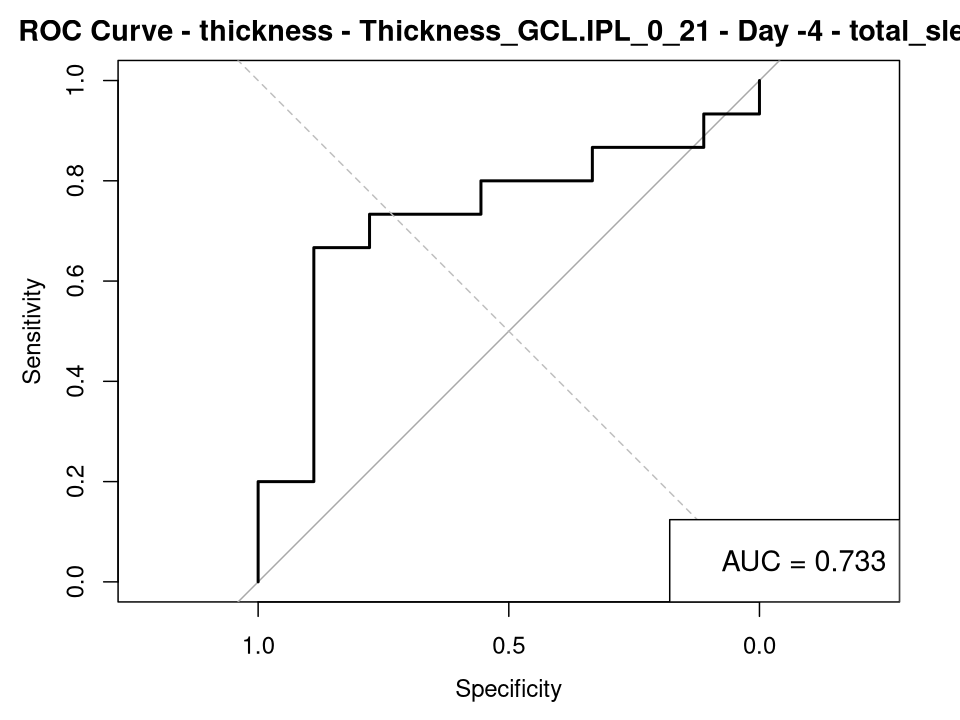 ROC Curve - thickness - Thickness_GCL.IPL_0_21 - Day -4 - total_sle
1.0
0.8
0.6
0.4
0.2
0.0
Sensitivity
AUC = 0.733
1.0 0.5 0.0
Specificity